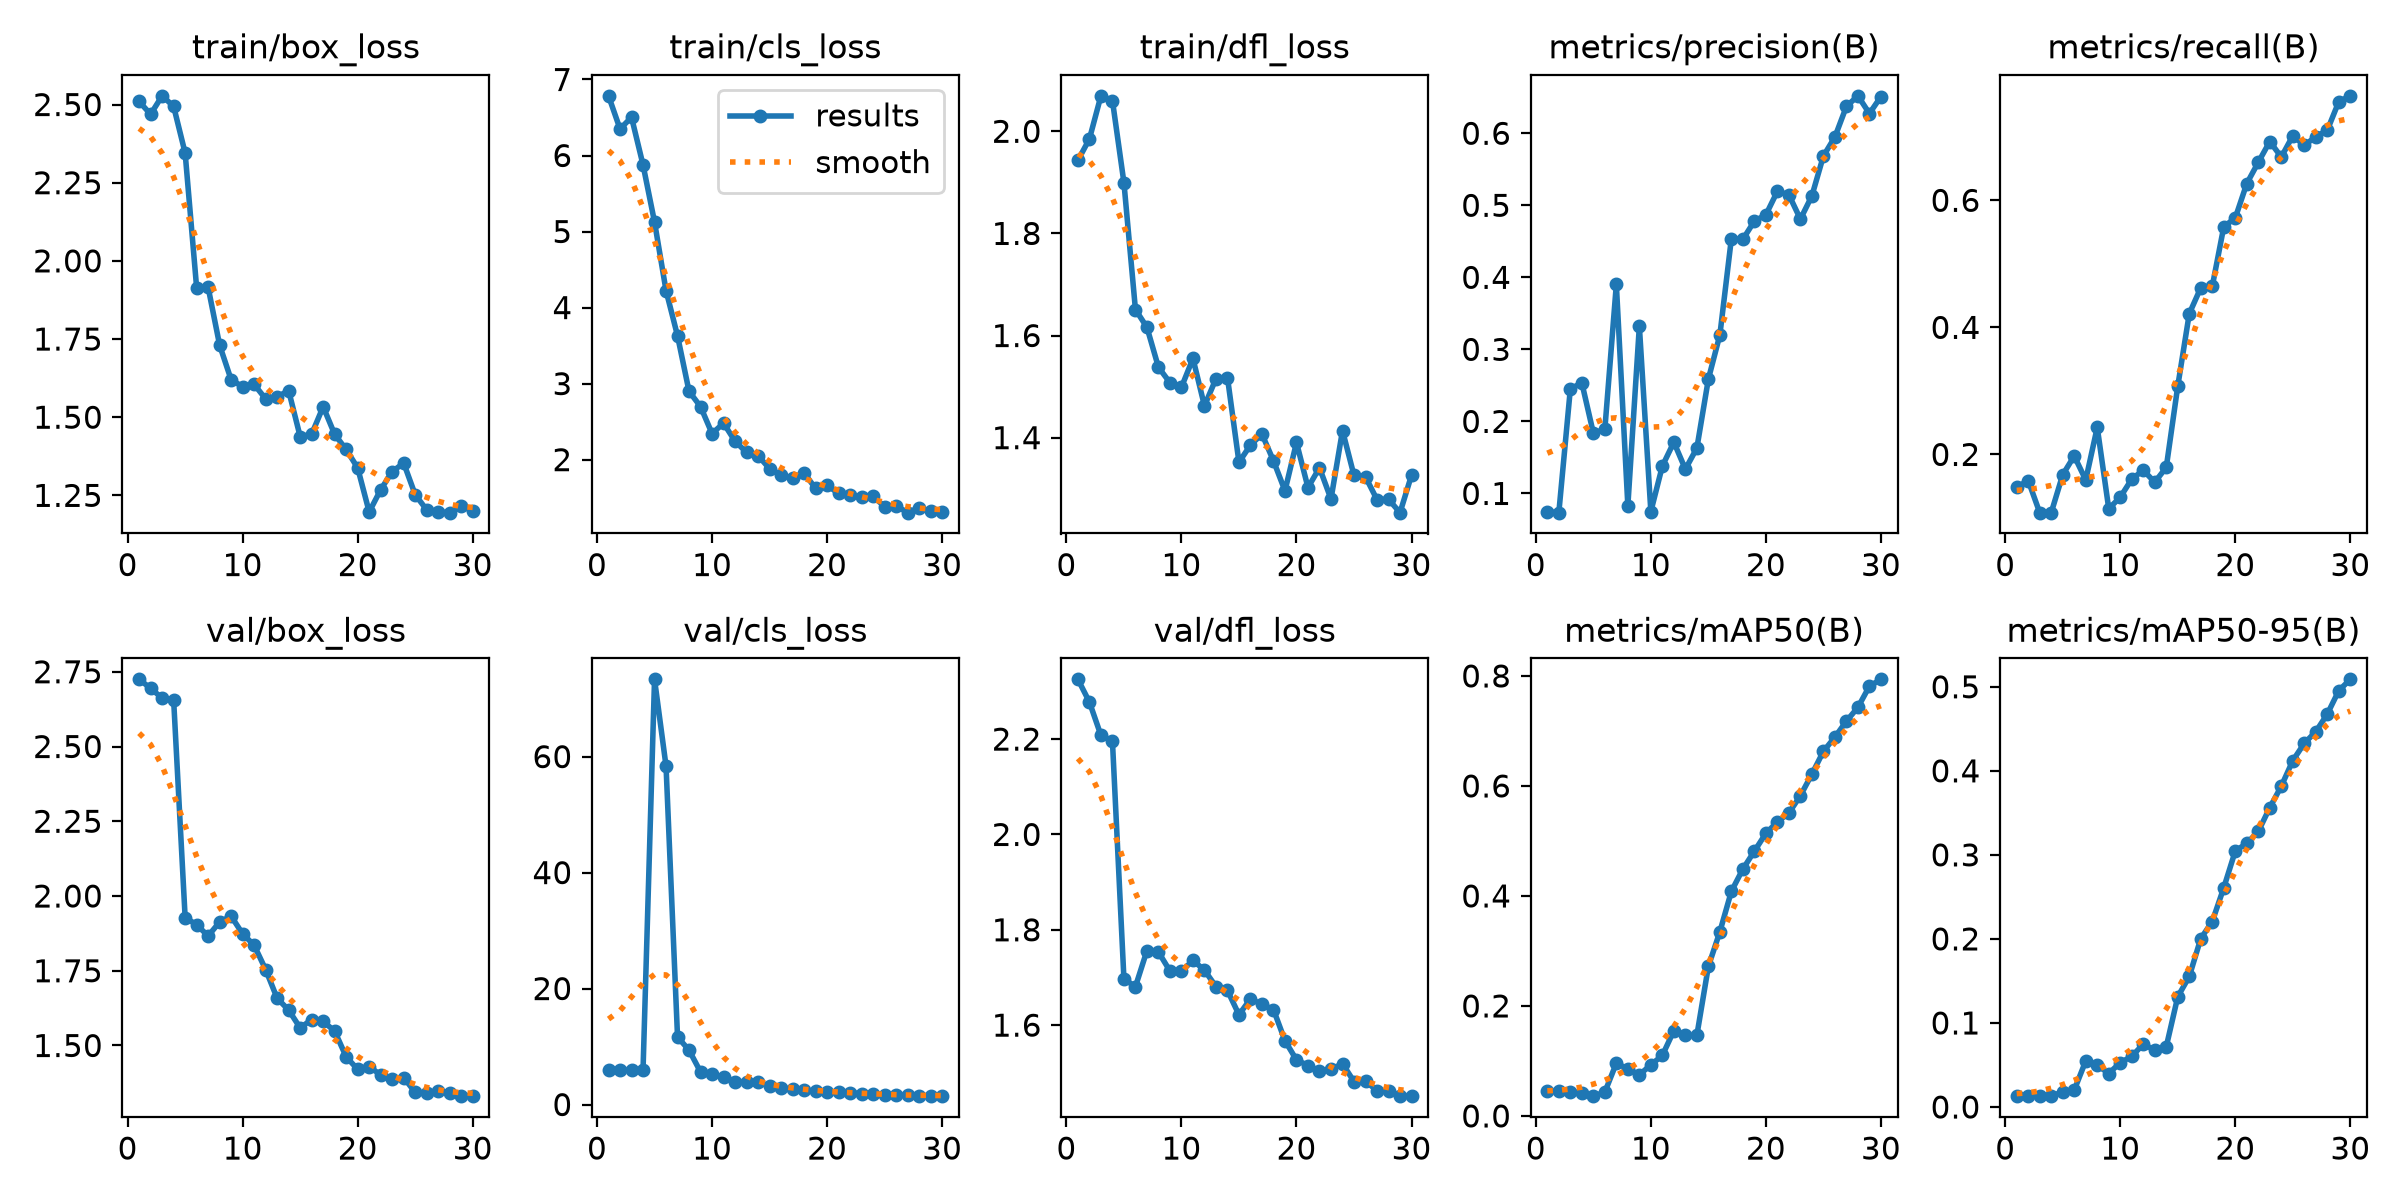 train/box_loss
train/cls_loss
train/dfl_loss
metrics/precision(B)
metrics/recall(B)
results
smooth
2.50
2.25
2.00
1.75
1.50
1.25
0 10 20 30
7
6
5
4
3
2
0 10 20 30
2.0
1.8
1.6
1.4
0 10 20 30
0.6
0.5
0.4
0.3
0.2
0.1
0 10 20 30
0.6
0.4
0.2
0 10 20 30
val/box_loss
val/cls_loss
val/dfl_loss
metrics/mAP50(B)
metrics/mAP50-95(B)
2.75
2.50
2.25
2.00
1.75
1.50
0 10 20 30
60
40
20
0
0 10 20 30
2.2
2.0
1.8
1.6
0 10 20 30
0.8
0.6
0.4
0.2
0.0
0 10 20 30
0.5
0.4
0.3
0.2
0.1
0.0
0 10 20 30